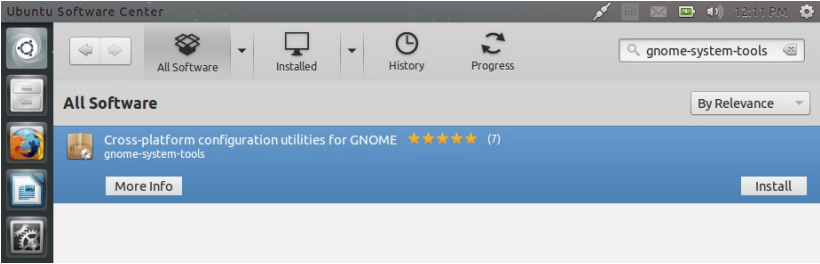 Ubuntu Software Center
En
12:11 PM
All Software
Installed
History
Progress
gnome-system-tools
All Software
By Relevance
Cross-platform configuration utilities for GNOME (7)
gnome-system-tools
More Info
Install